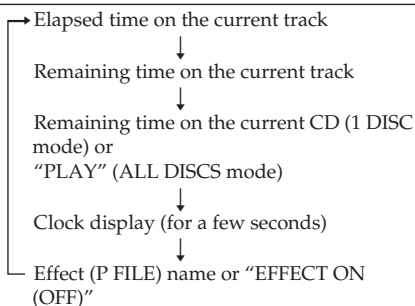 Elapsed time on the current track
Remaining time on the current track
Remaining time on the current CD (1 DISC
mode) or
“PLAY” (ALL DISCS mode)
Clock display (for a few seconds)
Effect (P FILE) name or “EFFECT ON
(OFF)”